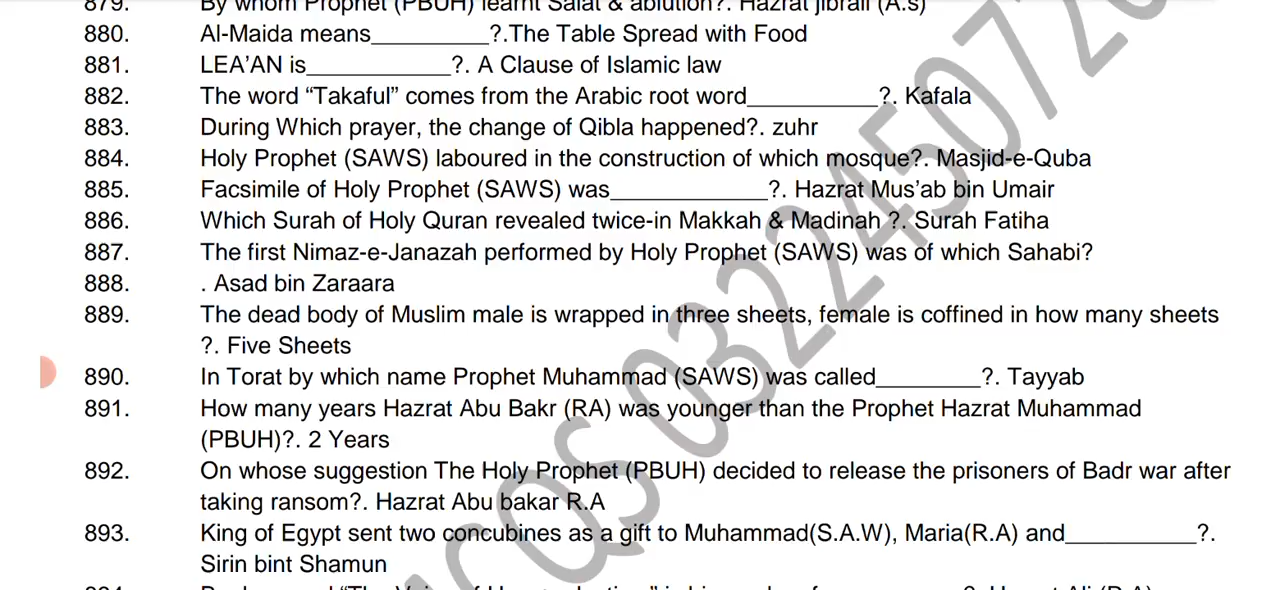 879. By whom Prophet (PBUH) learnt Salat & ablution?. Hazrat jibrail (A.s)
880. Al-Maida means_________?.The Table Spread with Food
881. LEA’AN is___________?. A Clause of Islamic law
882. The word “Takaful” comes from the Arabic root word__________?. Kafala
883. During Which prayer, the change of Qibla happened?. zuhr
884. Holy Prophet (SAWS) laboured in the construction of which mosque?. Masjid-e-Quba
885. Facsimile of Holy Prophet (SAWS) was____________?. Hazrat Mus’ab bin Umair
886. Which Surah of Holy Quran revealed twice-in Makkah & Madinah ?. Surah Fatiha
887. The first Nimaz-e-Janazah performed by Holy Prophet (SAWS) was of which Sahabi?
888. . Asad bin Zaraara
889. The dead body of Muslim male is wrapped in three sheets, female is coffined in how many sheets
?. Five Sheets
890. In Torat by which name Prophet Muhammad (SAWS) was called________?. Tayyab
891. How many years Hazrat Abu Bakr (RA) was younger than the Prophet Hazrat Muhammad
(PBUH)?. 2 Years
892. On whose suggestion The Holy Prophet (PBUH) decided to release the prisoners of Badr war after
taking ransom?. Hazrat Abu bakar R.A
893. King of Egypt sent two concubines as a gift to Muhammad(S.A.W), Maria(R.A) and__________?.
Sirin bint Shamun